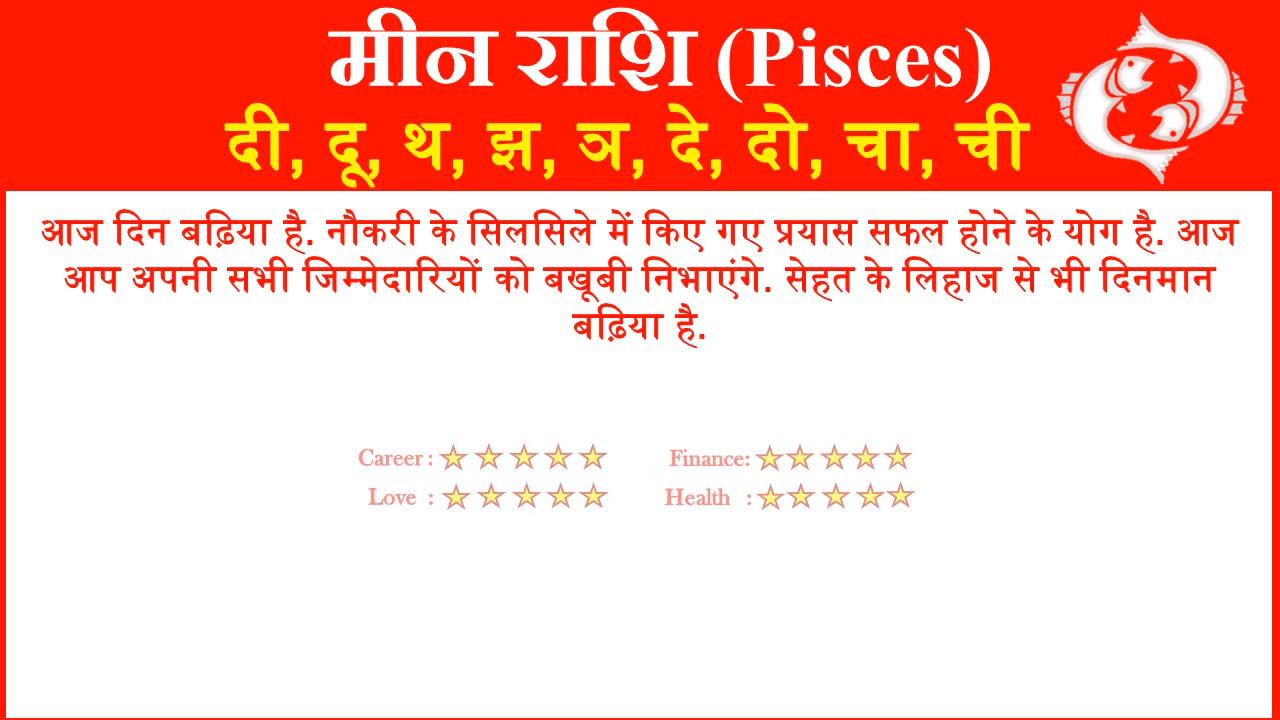 मीन राशि (Pisces)
दी, दू, थ, झ, ञ, दे, दो, चा, ची
आज दिन बढ़िया है. नौकरी के सिलसिले में किए गए प्रयास सफल होने के योग है. आज
आप अपनी सभी जिम्मेदारियों को बखूबी निभाएंगे. सेहत के लिहाज से भी दिनमान
बढ़िया है.
Career : Finance:
Love : Health :